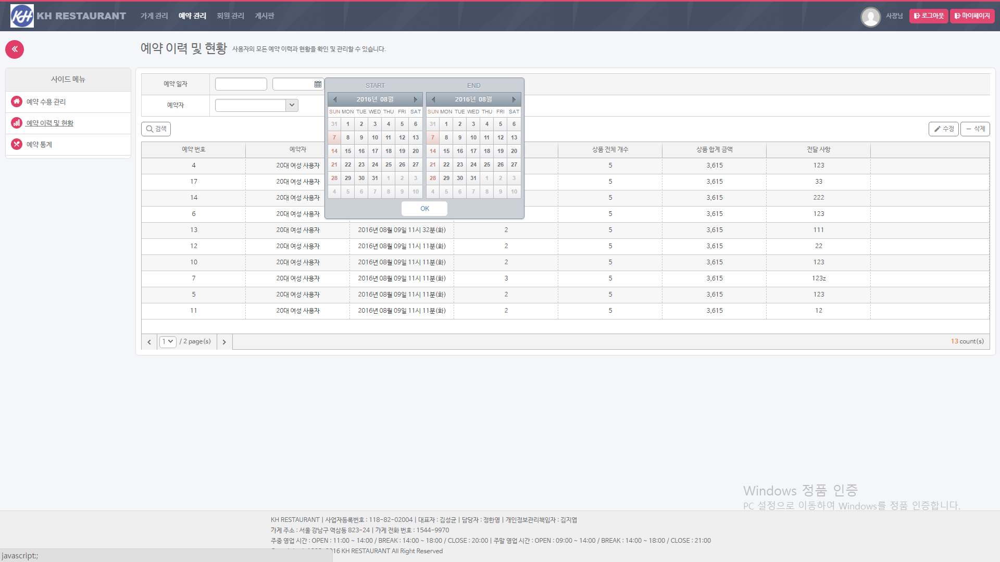 KH RESTAURANT 가게 관리 예약 관리 회원 관리 게시판 사장님 로그아웃 마이페이지
예약 이력 및 현황 사용자의 모든 예약 이력과 현황을 확인 및 관리할 수 있습니다.
사이드 메뉴
예약 수용 관리
예약 이력 및 현황
예약 통계
예약 일자
예약자
검색 수정 삭제
START END
2016년 08월 2016년 08월
SUN MON TUE WED THU FRI SAT SUN MON TUE WED THU FRI SAT
31 1 2 3 4 5 6 31 1 2 3 4 5 6
7 8 9 10 11 12 13 7 8 9 10 11 12 13
14 15 16 17 18 19 20 14 15 16 17 18 19 20
21 22 23 24 25 26 27 21 22 23 24 25 26 27
28 29 30 31 1 2 3 28 29 30 31 1 2 3
4 5 6 7 8 9 10 4 5 6 7 8 9 10
OK
예약 번호 예약자 상품 전체 개수 상품 합계 금액 전달 사항
4 20대 여성 사용자 5 3,615 123
17 20대 여성 사용자 5 3,615 33
14 20대 여성 사용자 5 3,615 222
6 20대 여성 사용자 5 3,615 123
13 20대 여성 사용자 2016년 08월 09일 11시 32분(화) 2 5 3,615 111
12 20대 여성 사용자 2016년 08월 09일 11시 11분(화) 2 5 3,615 22
10 20대 여성 사용자 2016년 08월 09일 11시 11분(화) 2 5 3,615 123
7 20대 여성 사용자 2016년 08월 09일 11시 11분(화) 3 5 3,615 123z
5 20대 여성 사용자 2016년 08월 09일 11시 11분(화) 2 5 3,615 123
11 20대 여성 사용자 2016년 08월 09일 11시 11분(화) 2 5 3,615 12
1 / 2 page(s) 13 count(s)
Windows 정품 인증
PC 설정으로 이동하여 Windows를 정품 인증합니다.
KH RESTAURANT | 사업자등록번호 : 118-82-02004 | 대표자 : 김성균 | 담당자 : 정한영 | 개인정보관리책임자 : 김지엽
가게 주소 : 서울 강남구 역삼동 823-24 | 가게 전화 번호 : 1544-9970
주중 영업 시간 : OPEN : 11:00 ~ 14:00 / BREAK : 14:00 ~ 18:00 / CLOSE : 20:00 | 주말 영업 시간 : OPEN : 09:00 ~ 14:00 / BREAK : 14:00 ~ 18:00 / CLOSE : 21:00
KH RESTAURANT All Right Reserved
javascript:;